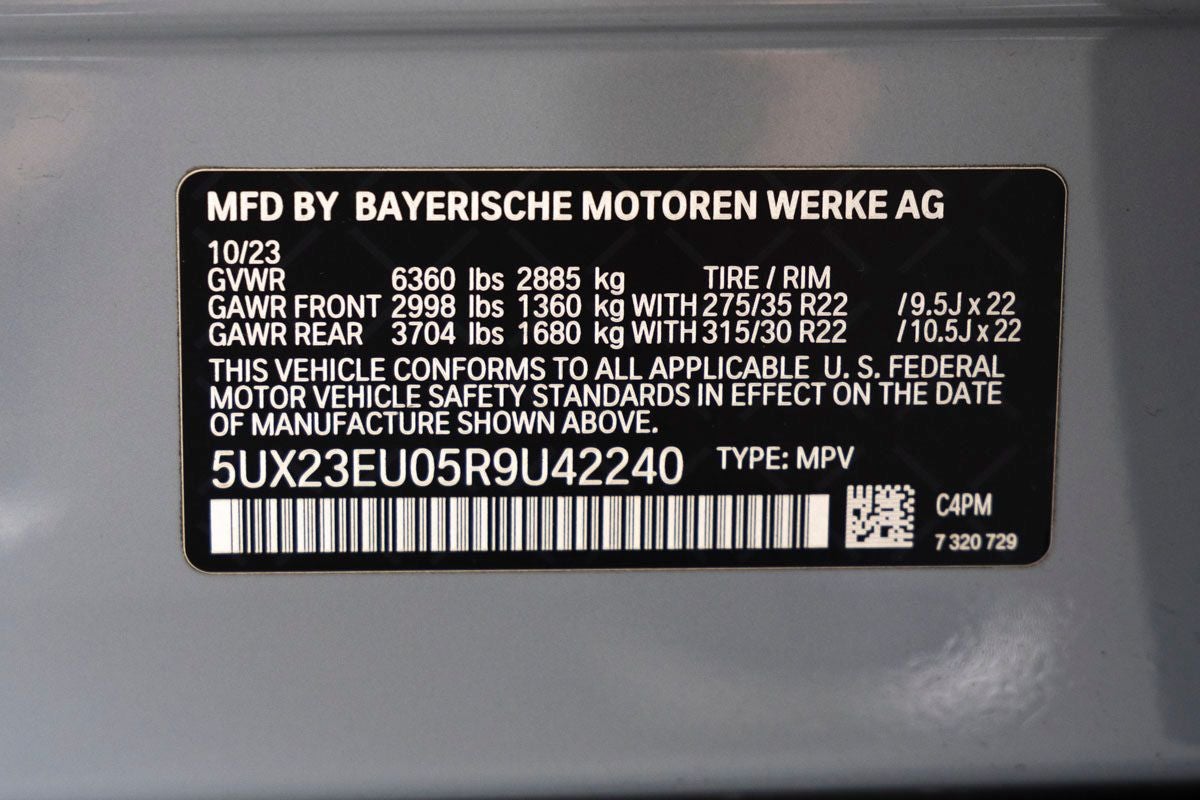 MFD BY BAYERISCHE MOTOREN WERKE AG
10/23
GVWR 6360 lbs 2885 kg TIRE / RIM
GAWR FRONT 2998 lbs 1360 kg WITH 275/35 R22 /9.5J x 22
GAWR REAR 3704 lbs 1680 kg WITH 315/30 R22 /10.5J x 22
THIS VEHICLE CONFORMS TO ALL APPLICABLE U. S. FEDERAL
MOTOR VEHICLE SAFETY STANDARDS IN EFFECT ON THE DATE
OF MANUFACTURE SHOWN ABOVE.
5UX23EU05R9U42240 TYPE: MPV
C4PM
7 320 729